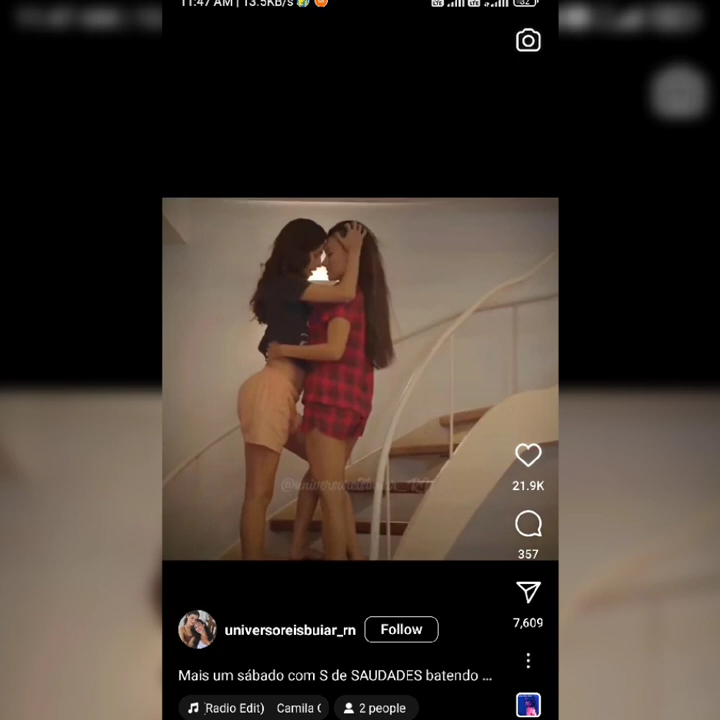 11:47 AM | 13.5KB/s
32
21.9K
357
7,609
universoreisbuiar_rn
Follow
Mais um sábado com S de SAUDADES batendo ...
Radio Edit) Camila
2 people